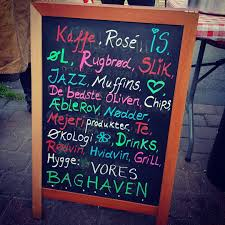 Kaffe, Rosé, is
ØL, Rugbrød, Slik,
Jazz, Muffins,
De bedste Oliven, Chips
Æblerov, Nødder,
Mejeri produkter, Te,
Økologi, Drinks,
Rødvin, Hvidvin, Grill,
Hygge: VORES
BAGHAVEN